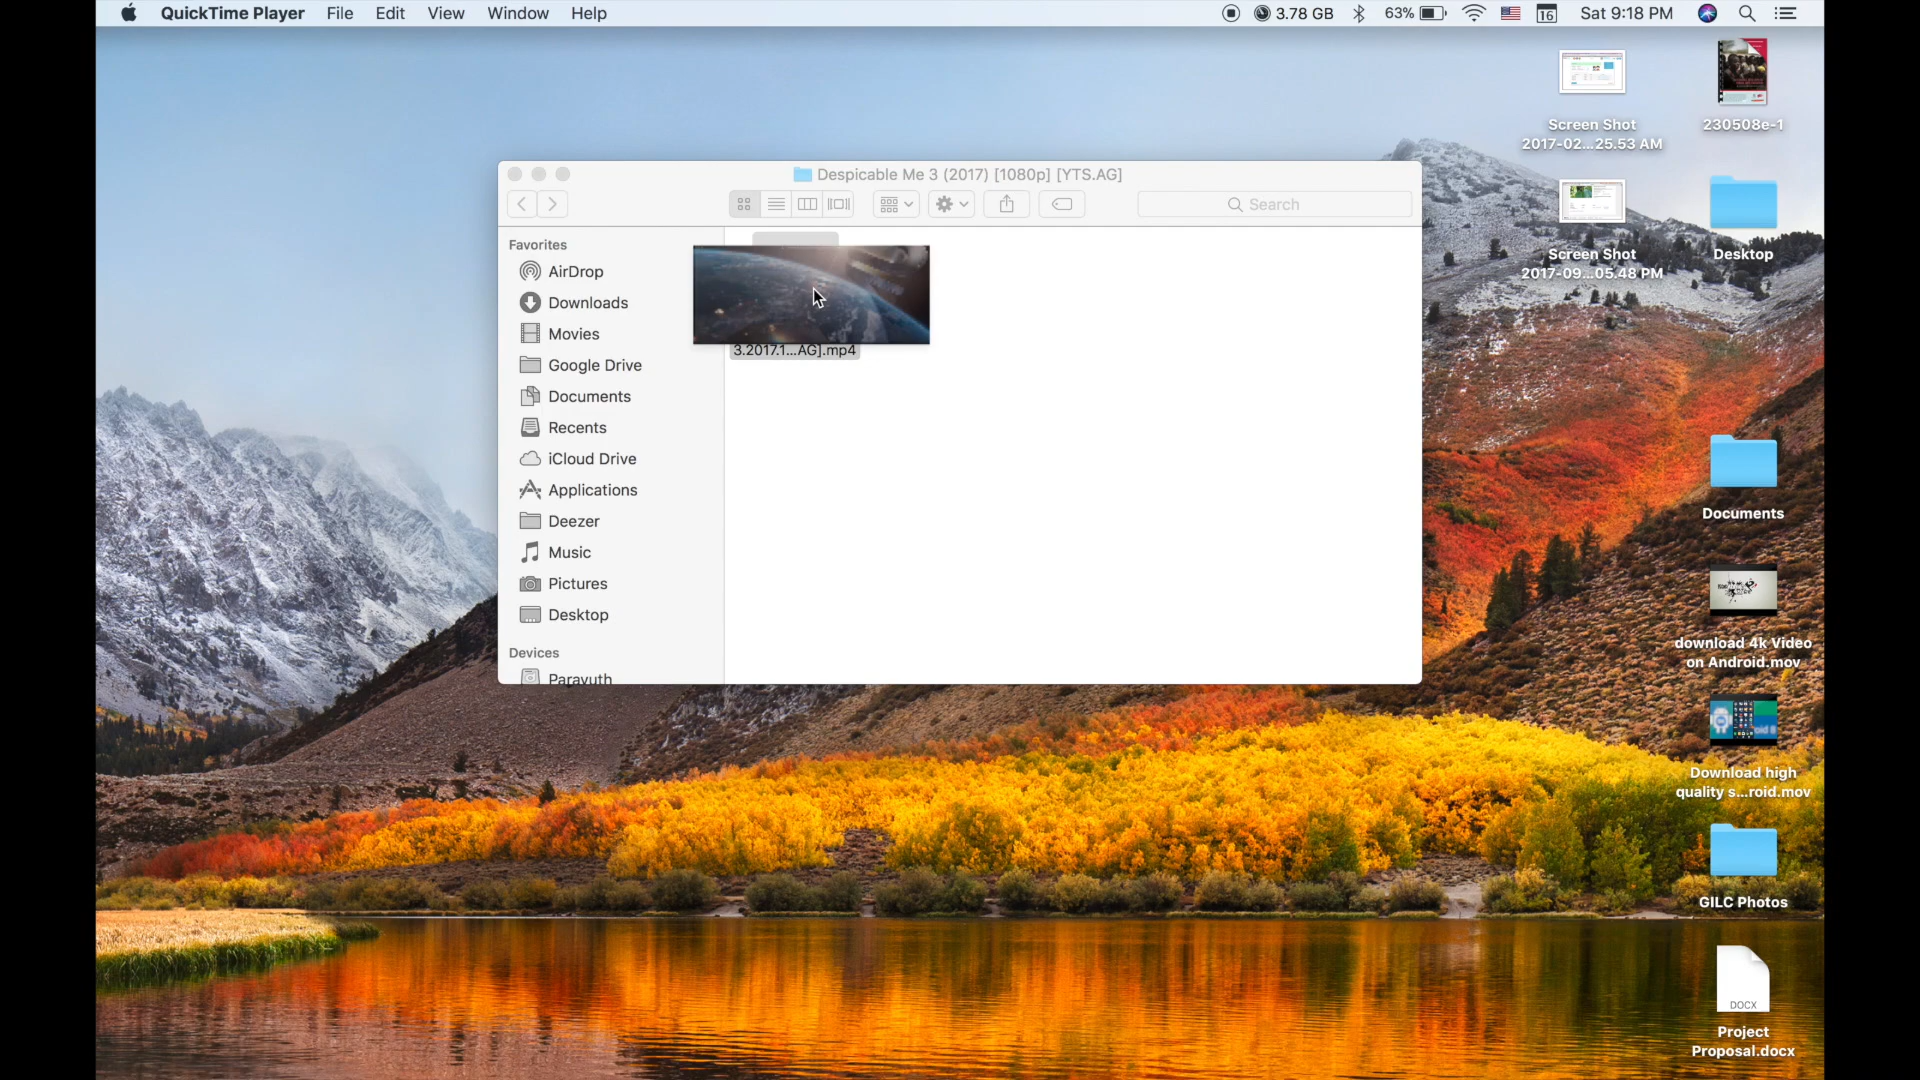 QuickTime Player File Edit View Window Help 3.78 GB 63% 16 Sat 9:18 PM
Screen Shot
2017-02...25.53 AM
230508e-1
Despicable Me 3 (2017) [1080p] [YTS.AG]
Search
Screen Shot
2017-09...05.48 PM
Desktop
Favorites
AirDrop
Downloads
Movies
Google Drive
Documents
Recents
iCloud Drive
Applications
Deezer
Music
Pictures
Desktop
Devices
Paravuth
3.2017.1...AG].mp4
Documents
download 4k Video
on Android.mov
Download high
quality s...roid.mov
GILC Photos
DOCX
Project
Proposal.docx